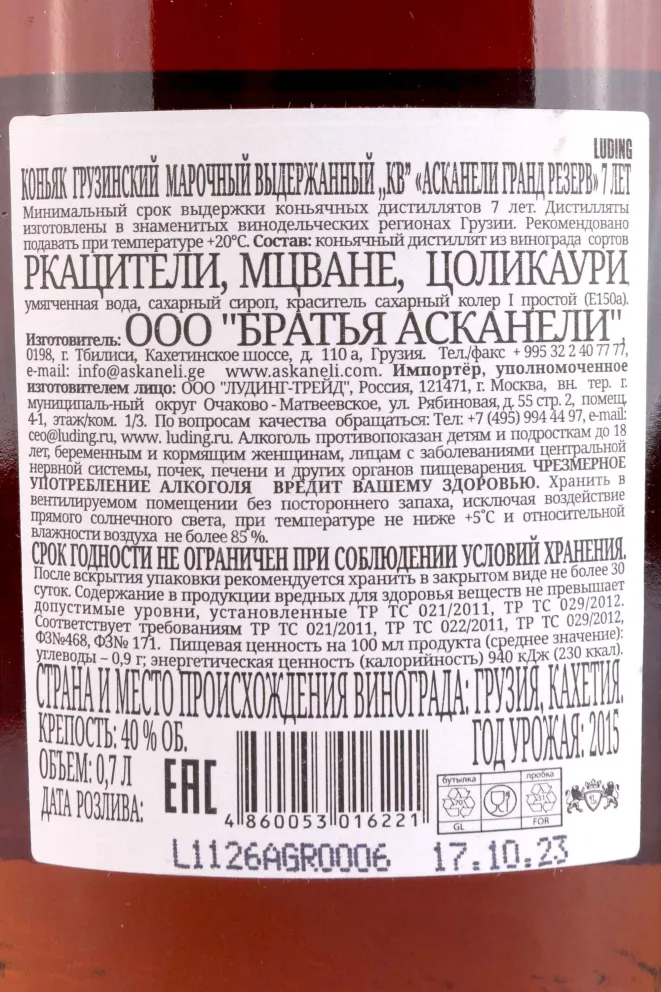 LUDING
КОНЬЯК ГРУЗИНСКИЙ МАРОЧНЫЙ ВЫДЕРЖАННЫЙ „КВ” «АСКАНЕЛИ ГРАНД РЕЗЕРВ» 7 ЛЕТ
Минимальный срок выдержки коньячных дистиллятов 7 лет. Дистилляты
изготовлены в знаменитых винодельческих регионах Грузии. Рекомендовано
подавать при температуре +20°С. Состав: коньячный дистиллят из винограда сортов
РКАЦИТЕЛИ, МЦВАНЕ, ЦОЛИКАУРИ,
умягченная вода, сахарный сироп, краситель сахарный колер I простой (Е150а).
Изготовитель: ООО "БРАТЬЯ АСКАНЕЛИ",
0198, г. Тбилиси, Кахетинское шоссе, д. 110 а, Грузия. Тел./факс + 995 32 2 40 77 77,
e-mail: info@askaneli.ge www.askaneli.com. Импортёр, уполномоченное
изготовителем лицо: ООО "ЛУДИНГ-ТРЕЙД", Россия, 121471, г. Москва, вн. тер. г.
муниципаль-ный округ Очаково - Матвеевское, ул. Рябиновая, д. 55 стр. 2, помещ.
4-1, этаж/ком. 1/3. По вопросам качества обращаться: Тел: +7 (495) 994 44 97, e-mail:
ceo@luding.ru, www. luding.ru. Алкоголь противопоказан детям и подросткам до 18
лет, беременным и кормящим женщинам, лицам с заболеваниями центральной
нервной системы, почек, печени и других органов пищеварения. ЧРЕЗМЕРНОЕ
УПОТРЕБЛЕНИЕ АЛКОГОЛЯ ВРЕДИТ ВАШЕМУ ЗДОРОВЬЮ. Хранить в
вентилируемом помещении без постороннего запаха, исключая воздействие
прямого солнечного света, при температуре не ниже +5˚С и относительной
влажности воздуха не более 85 %.
СРОК ГОДНОСТИ НЕ ОГРАНИЧЕН ПРИ СОБЛЮДЕНИИ УСЛОВИЙ ХРАНЕНИЯ.
После вскрытия упаковки рекомендуется хранить в закрытом виде не более 30
суток. Содержание в продукции вредных для здоровья веществ не превышает
допустимые уровни, установленные ТР ТС 021/2011, ТР ТС 029/2012.
Соответствует требованиям ТР ТС 021/2011, ТР ТС 022/2011, ТР ТС 029/2012,
ФЗ№468, ФЗ№ 171. Пищевая ценность на 100 мл продукта (среднее значение):
углеводы – 0,9 г; энергетическая ценность (калорийность) 940 кДж (230 ккал).
СТРАНА И МЕСТО ПРОИСХОЖДЕНИЯ ВИНОГРАДА: ГРУЗИЯ, КАХЕТИЯ.
КРЕПОСТЬ: 40 % ОБ.
ГОД УРОЖАЯ: 2015
ОБЪЕМ: 0,7 Л
ДАТА РОЗЛИВА:
EAC
4 860053 016221
бутылка
пробка
70
51
GL
FOR
L1126AGR0006 17.10.23